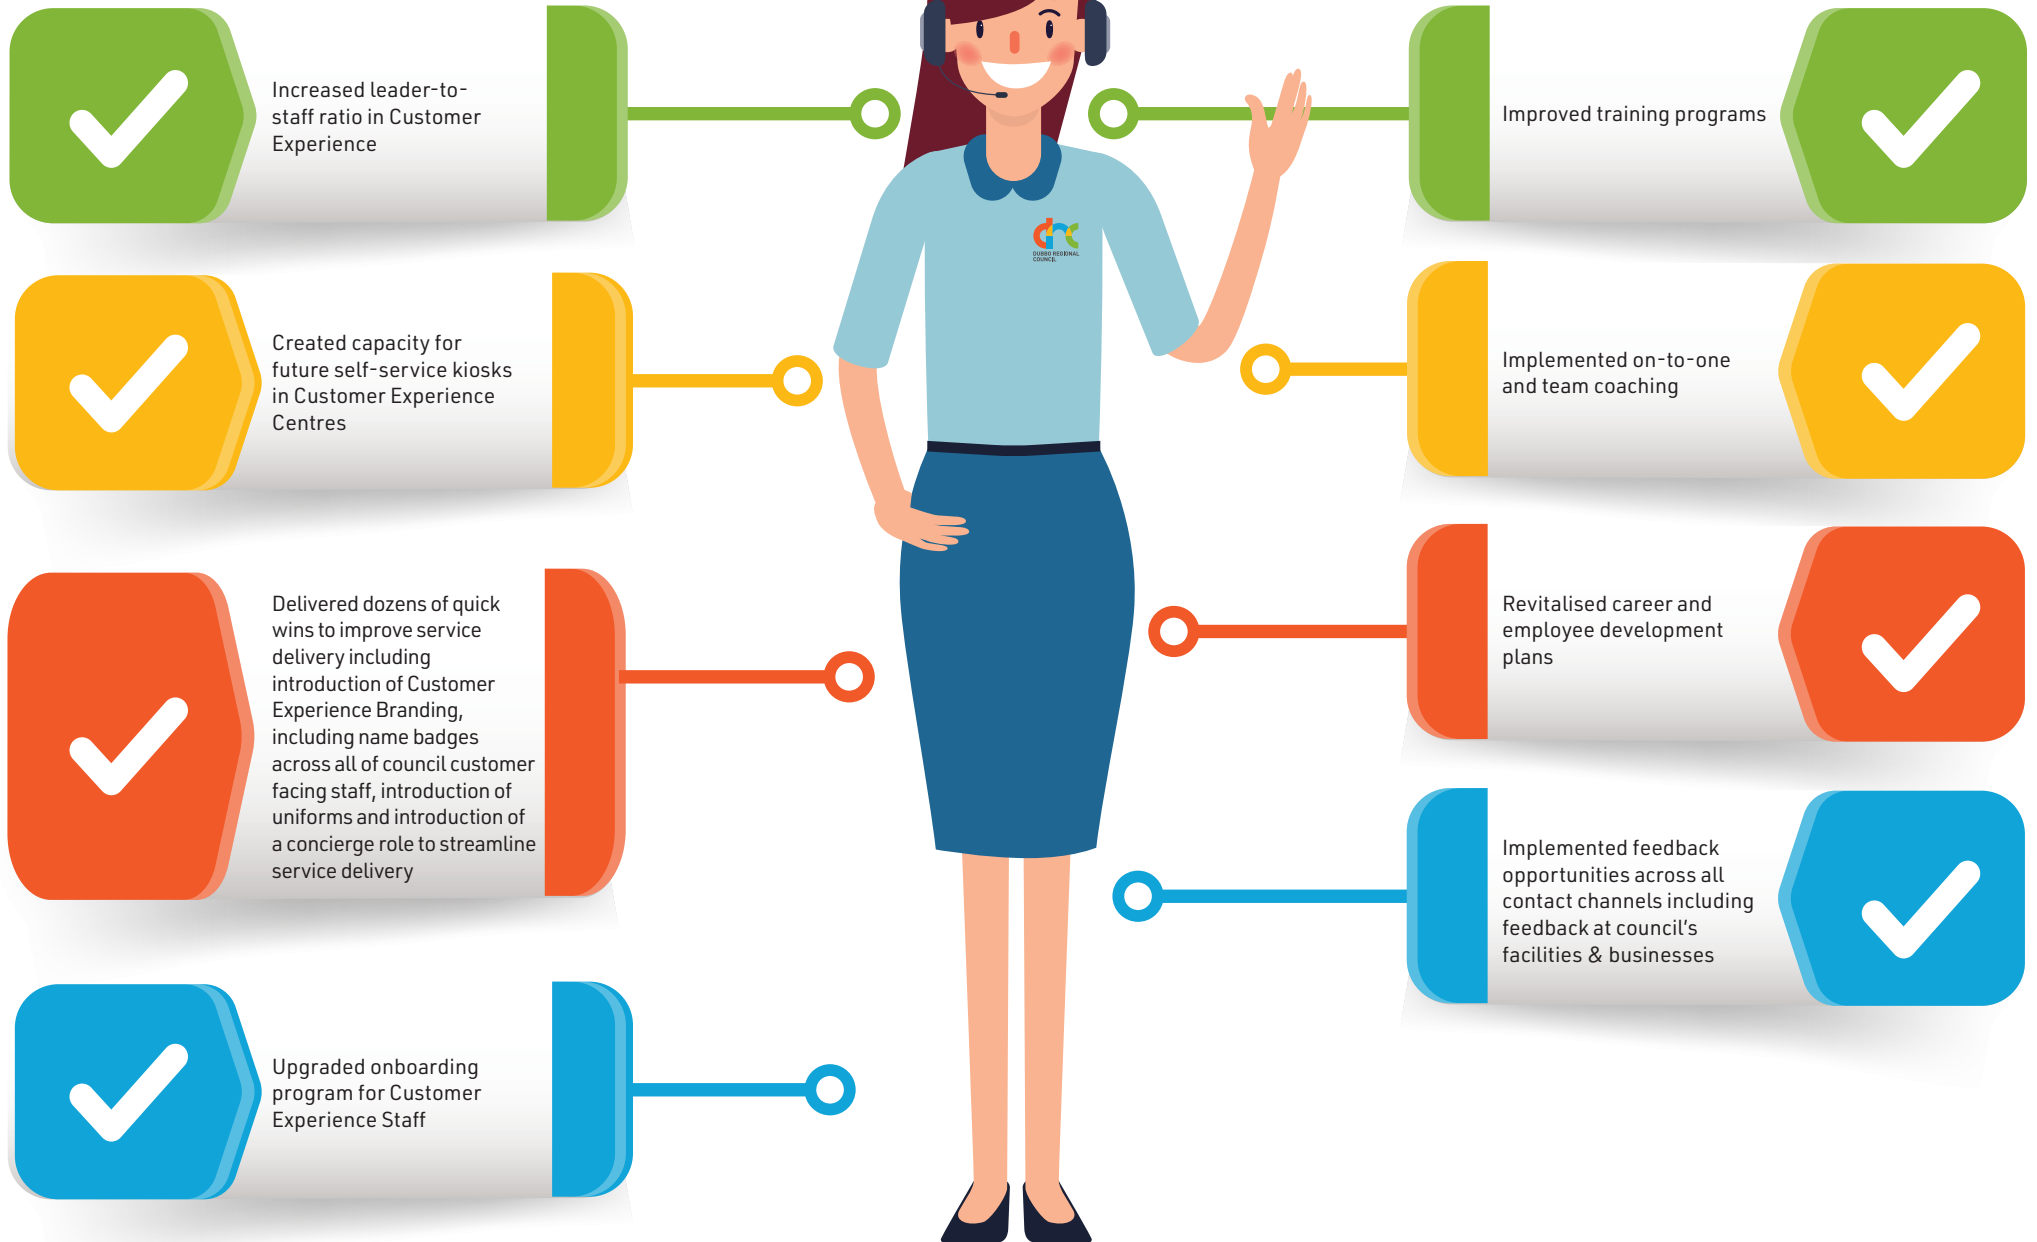 Increased leader-to-
staff ratio in Customer
Experience
Created capacity for
future self-service kiosks
in Customer Experience
Centres
Delivered dozens of quick
wins to improve service
delivery including
introduction of Customer
Experience Branding,
including name badges
across all of council customer
facing staff, introduction of
uniforms and introduction of
a concierge role to streamline
service delivery
Upgraded onboarding
program for Customer
Experience Staff
drc
DUBBO REGIONAL
COUNCIL
Improved training programs
Implemented on-to-one
and team coaching
Revitalised career and
employee development
plans
Implemented feedback
opportunities across all
contact channels including
feedback at council's
facilities & businesses